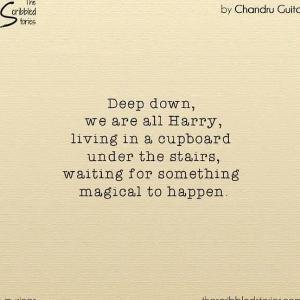 The
Scribbled
Stories
by Chandru Guita
Deep down,
we are all Harry,
living in a cupboard
under the stairs,
waiting for something
magical to happen.